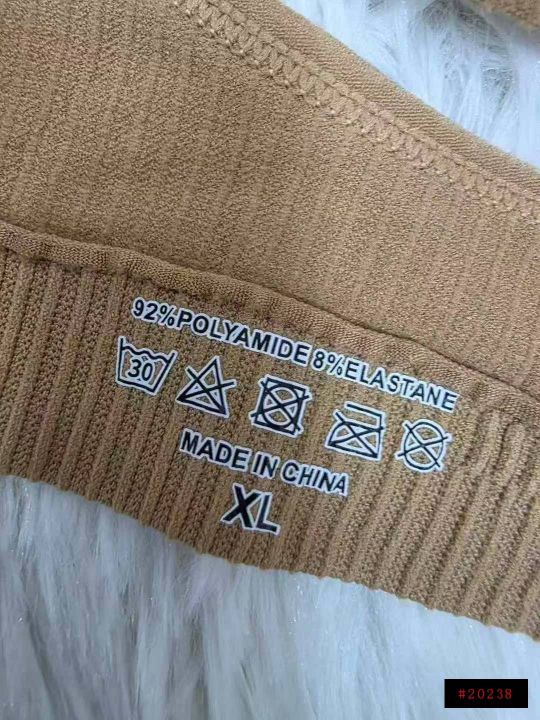 92%POLYAMIDE 8%ELASTANE
30
MADE IN CHINA
XL
#20238